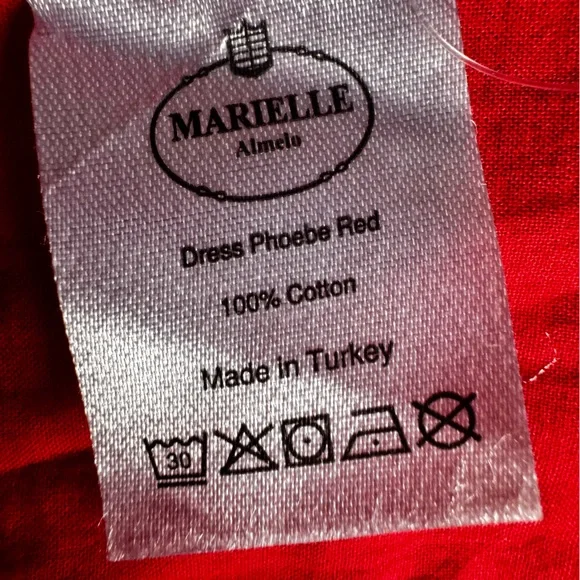 MARIELLE
Almelo
Dress Phoebe Red
100% Cotton
Made in Turkey
30